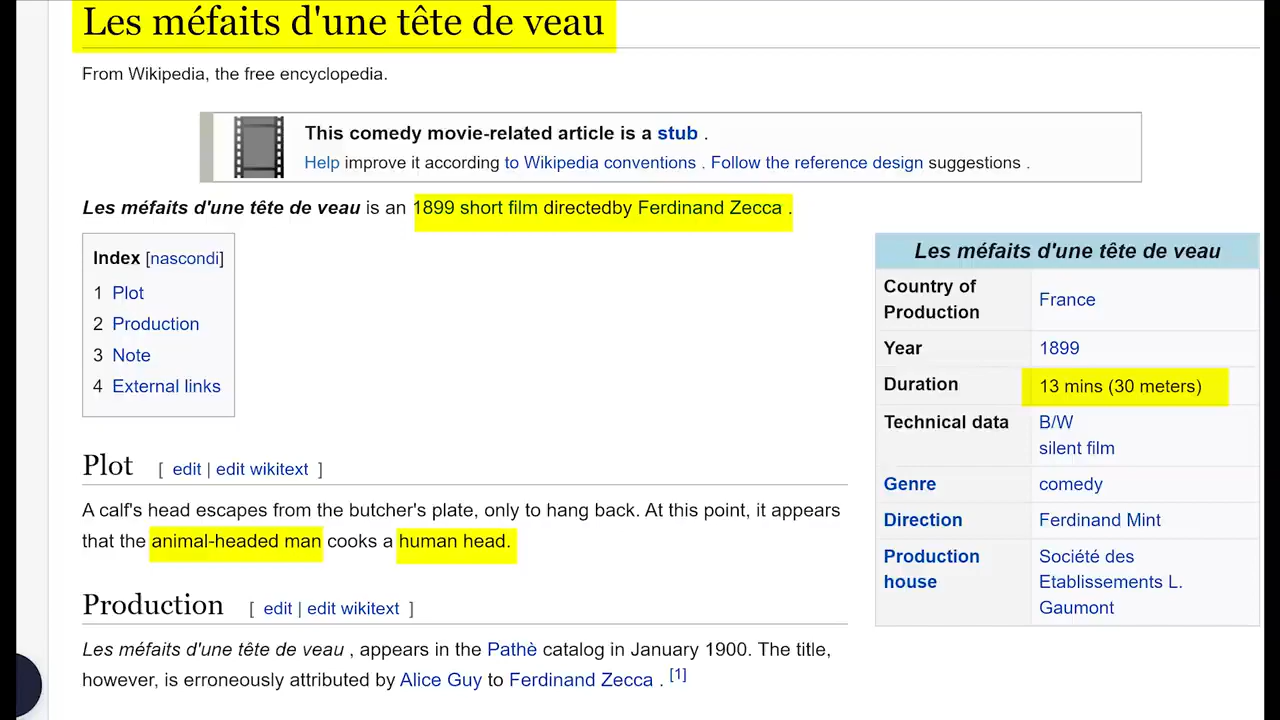 Les méfaits d'une tête de veau
From Wikipedia, the free encyclopedia.
This comedy movie-related article is a stub .
Help improve it according to Wikipedia conventions . Follow the reference design suggestions .
Les méfaits d'une tête de veau is an 1899 short film directedby Ferdinand Zecca .
Index [nascondi]
1 Plot
2 Production
3 Note
4 External links
Les méfaits d'une tête de veau
Country of
Production
France
Year
1899
Duration
13 mins (30 meters)
Technical data
B/W
silent film
Genre
comedy
Direction
Ferdinand Mint
Production
house
Société des
Etablissements L.
Gaumont
Plot [ edit | edit wikitext ]
A calf's head escapes from the butcher's plate, only to hang back. At this point, it appears
that the animal-headed man cooks a human head.
Production [ edit | edit wikitext ]
Les méfaits d'une tête de veau , appears in the Pathè catalog in January 1900. The title,
however, is erroneously attributed by Alice Guy to Ferdinand Zecca . [1]